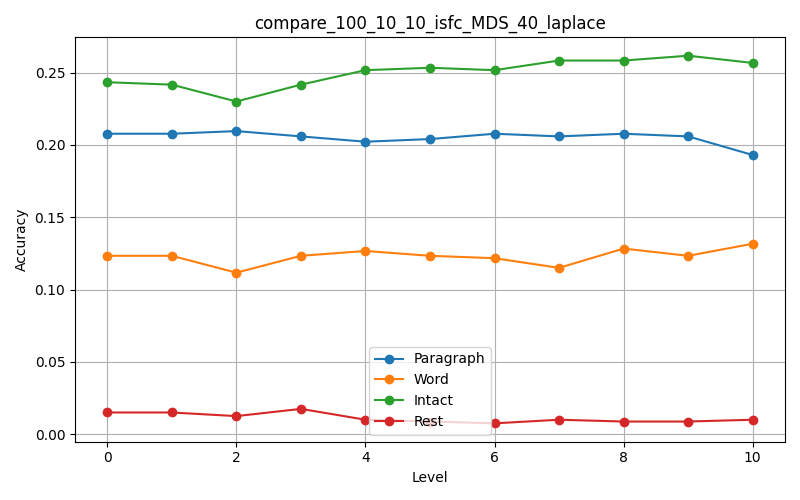 compare_100_10_10_isfc_MDS_40_laplace
Accuracy
0.25
0.20
0.15
0.10
0.05
0.00
Paragraph
Word
Intact
Rest
0 2 4 6 8 10
Level